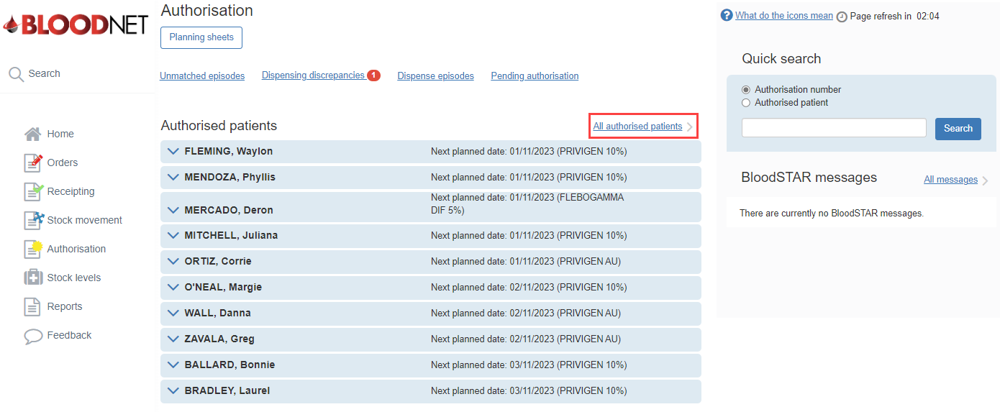 BLOODNET
Search
Home
Orders
Receipting
Stock movement
Authorisation
Stock levels
Reports
Feedback
Authorisation
Planning sheets
Unmatched episodes
Dispensing discrepancies 1
Dispense episodes
Pending authorisation
Authorised patients
All authorised patients
FLEMING, Waylon Next planned date: 01/11/2023 (PRIVIGEN 10%)
MENDOZA, Phyllis Next planned date: 01/11/2023 (PRIVIGEN 10%)
MERCADO, Deron Next planned date: 01/11/2023 (FLEBOGAMMA
DIF 5%)
MITCHELL, Juliana Next planned date: 01/11/2023 (PRIVIGEN 10%)
ORTIZ, Corrie Next planned date: 01/11/2023 (PRIVIGEN AU)
O'NEAL, Margie Next planned date: 02/11/2023 (PRIVIGEN 10%)
WALL, Danna Next planned date: 02/11/2023 (PRIVIGEN AU)
ZAVALA, Greg Next planned date: 02/11/2023 (PRIVIGEN AU)
BALLARD, Bonnie Next planned date: 03/11/2023 (PRIVIGEN 10%)
BRADLEY, Laurel Next planned date: 03/11/2023 (PRIVIGEN 10%)
? What do the icons mean Page refresh in 02:04
Quick search
Authorisation number
Authorised patient
Search
BloodSTAR messages
All messages
There are currently no BloodSTAR messages.